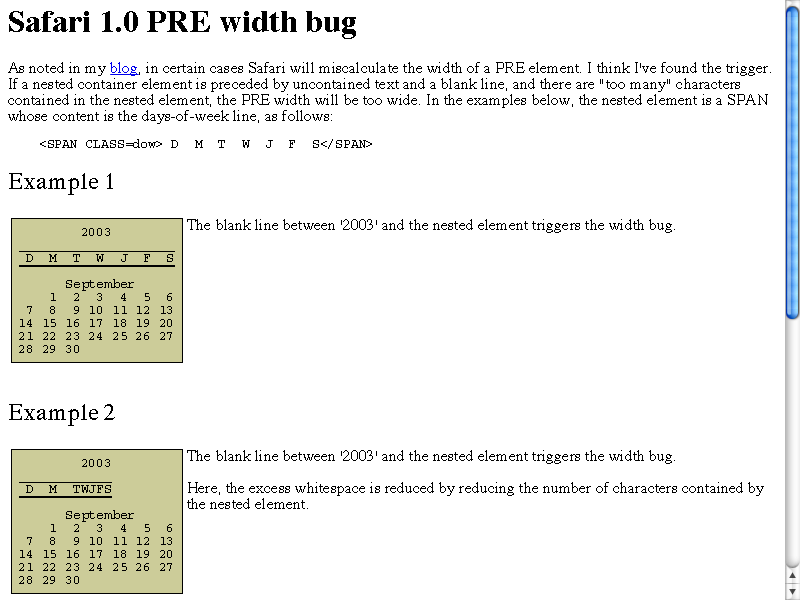 Safari 1.0 PRE width bug
As noted in my blog, in certain cases Safari will miscalculate the width of a PRE element. I think I've found the trigger.
If a nested container element is preceded by uncontained text and a blank line, and there are "too many" characters
contained in the nested element, the PRE width will be too wide. In the examples below, the nested element is a SPAN
whose content is the days-of-week line, as follows:
<SPAN CLASS=dow> D  M  T  W  J  F  S</SPAN>
Example 1
2003
D  M  T  W  J  F  S
September
1  2  3  4  5  6
7  8  9 10 11 12 13
14 15 16 17 18 19 20
21 22 23 24 25 26 27
28 29 30
The blank line between '2003' and the nested element triggers the width bug.
Example 2
2003
D  M  TWJFS
September
1  2  3  4  5  6
7  8  9 10 11 12 13
14 15 16 17 18 19 20
21 22 23 24 25 26 27
28 29 30
The blank line between '2003' and the nested element triggers the width bug.
Here, the excess whitespace is reduced by reducing the number of characters contained by
the nested element.